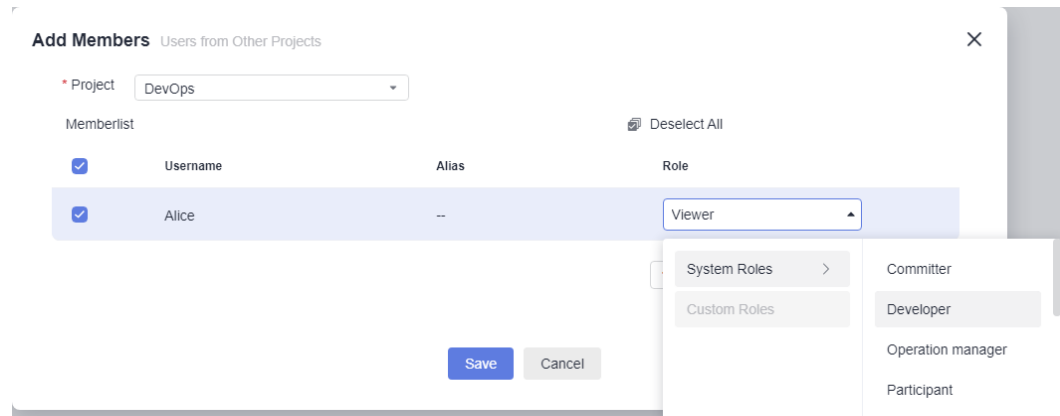 Add Members Users from Other Projects
* Project DevOps
Memberlist Deselect All
Username Alias Role
Alice -- Viewer
System Roles Committer
Custom Roles Developer
Operation manager
Participant
Save Cancel